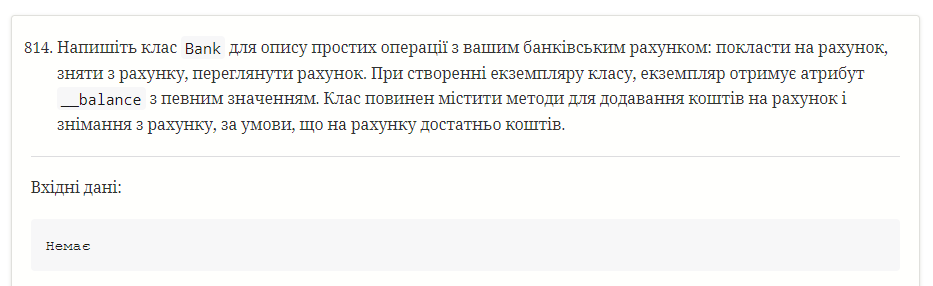 814. Напишіть клас Bank для опису простих операції з вашим банківським рахунком: покласти на рахунок,
зняти з рахунку, переглянути рахунок. При створенні екземпляру класу, екземпляр отримує атрибут
__balance з певним значенням. Клас повинен містити методи для додавання коштів на рахунок і
знімання з рахунку, за умови, що на рахунку достатньо коштів.
Вхідні дані:
Немає